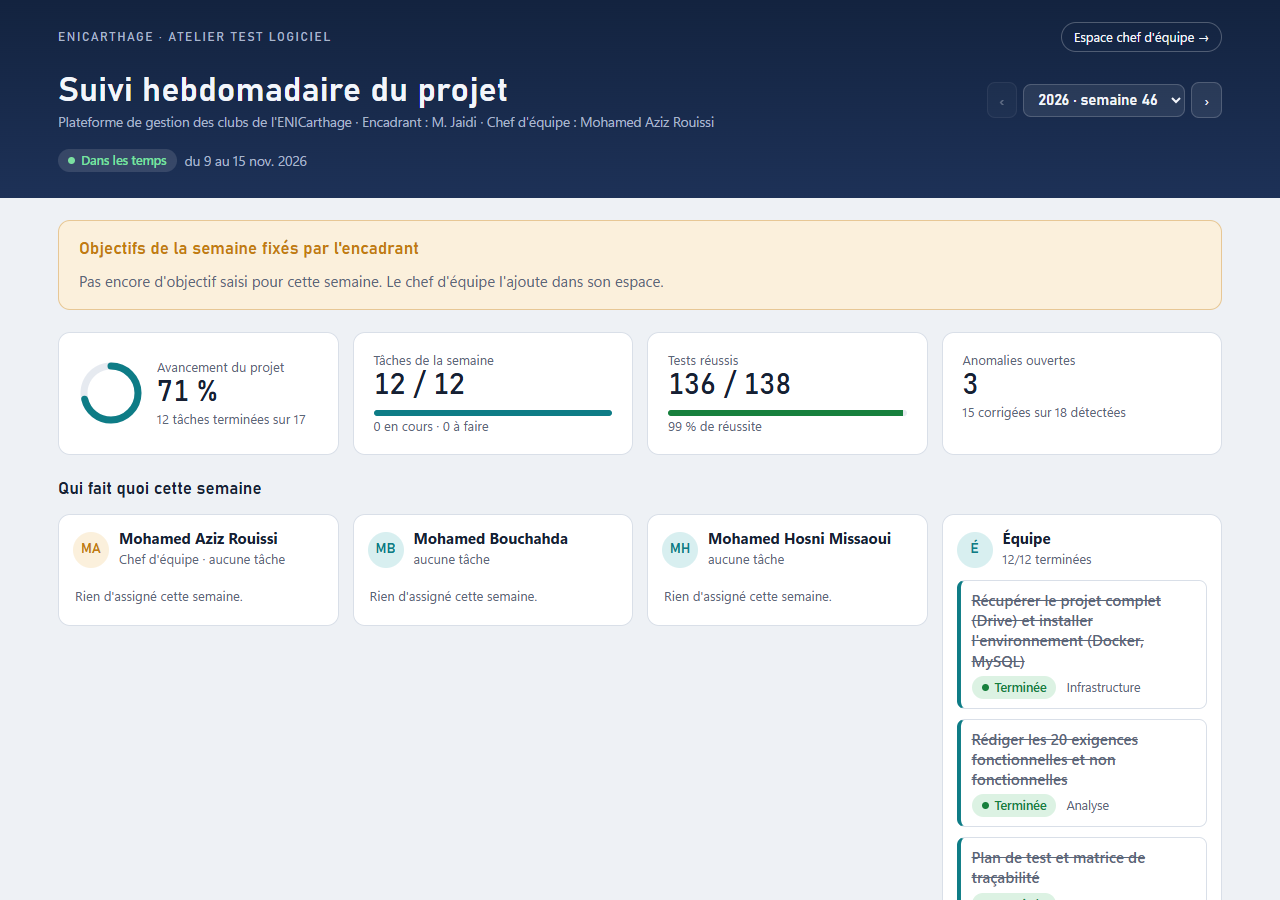 ENICARTHAGE · ATELIER TEST LOGICIEL
Espace chef d'équipe →
Suivi hebdomadaire du projet
‹
2026 · semaine 46
›
Plateforme de gestion des clubs de l'ENICarthage · Encadrant : M. Jaidi · Chef d'équipe : Mohamed Aziz Rouissi
Dans les temps
du 9 au 15 nov. 2026
Objectifs de la semaine fixés par l'encadrant
Pas encore d'objectif saisi pour cette semaine. Le chef d'équipe l'ajoute dans son espace.
Avancement du projet
71 %
12 tâches terminées sur 17
Tâches de la semaine
12 / 12
0 en cours · 0 à faire
Tests réussis
136 / 138
99 % de réussite
Anomalies ouvertes
3
15 corrigées sur 18 détectées
Qui fait quoi cette semaine
MA
Mohamed Aziz Rouissi
Chef d'équipe · aucune tâche
Rien d'assigné cette semaine.
MB
Mohamed Bouchahda
aucune tâche
Rien d'assigné cette semaine.
MH
Mohamed Hosni Missaoui
aucune tâche
Rien d'assigné cette semaine.
É
Équipe
12/12 terminées
Récupérer le projet complet
(Drive) et installer
l'environnement (Docker,
MySQL)
Terminée
Infrastructure
Rédiger les 20 exigences
fonctionnelles et non
fonctionnelles
Terminée
Analyse
Plan de test et matrice de
traçabilité